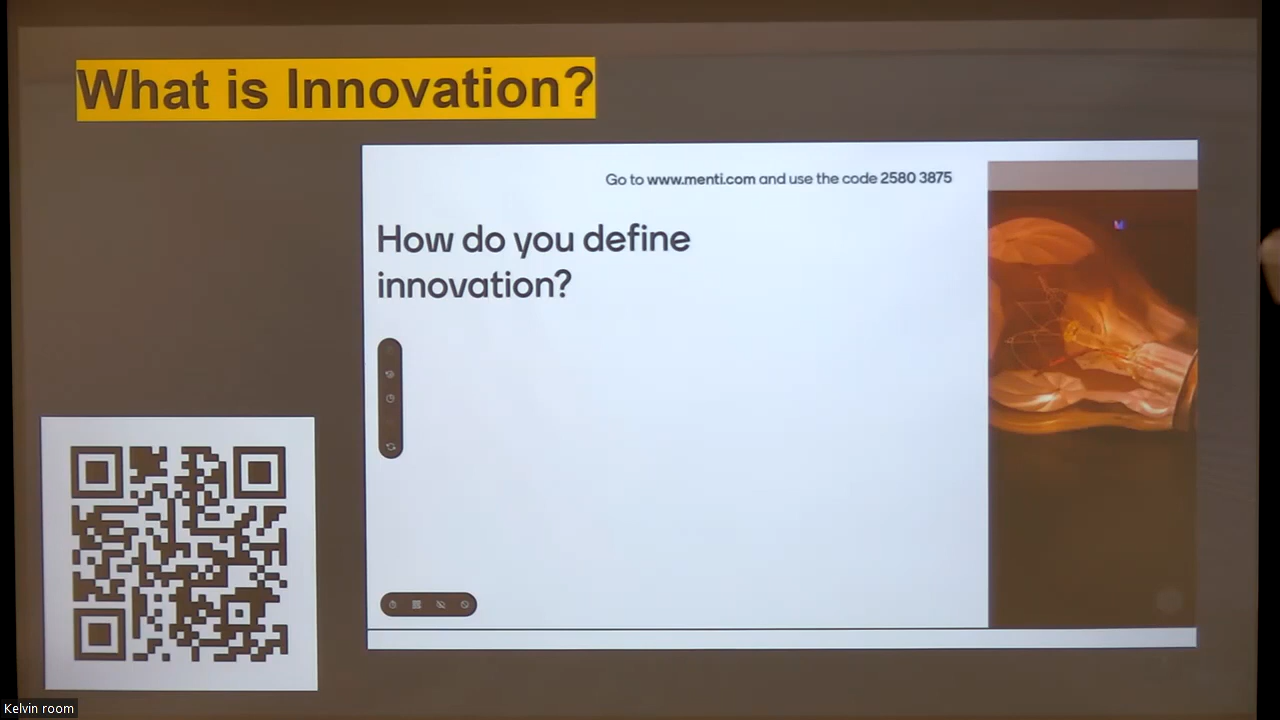 What is Innovation?
Go to www.menti.com and use the code 2580 3875
How do you define
innovation?
Kelvin room